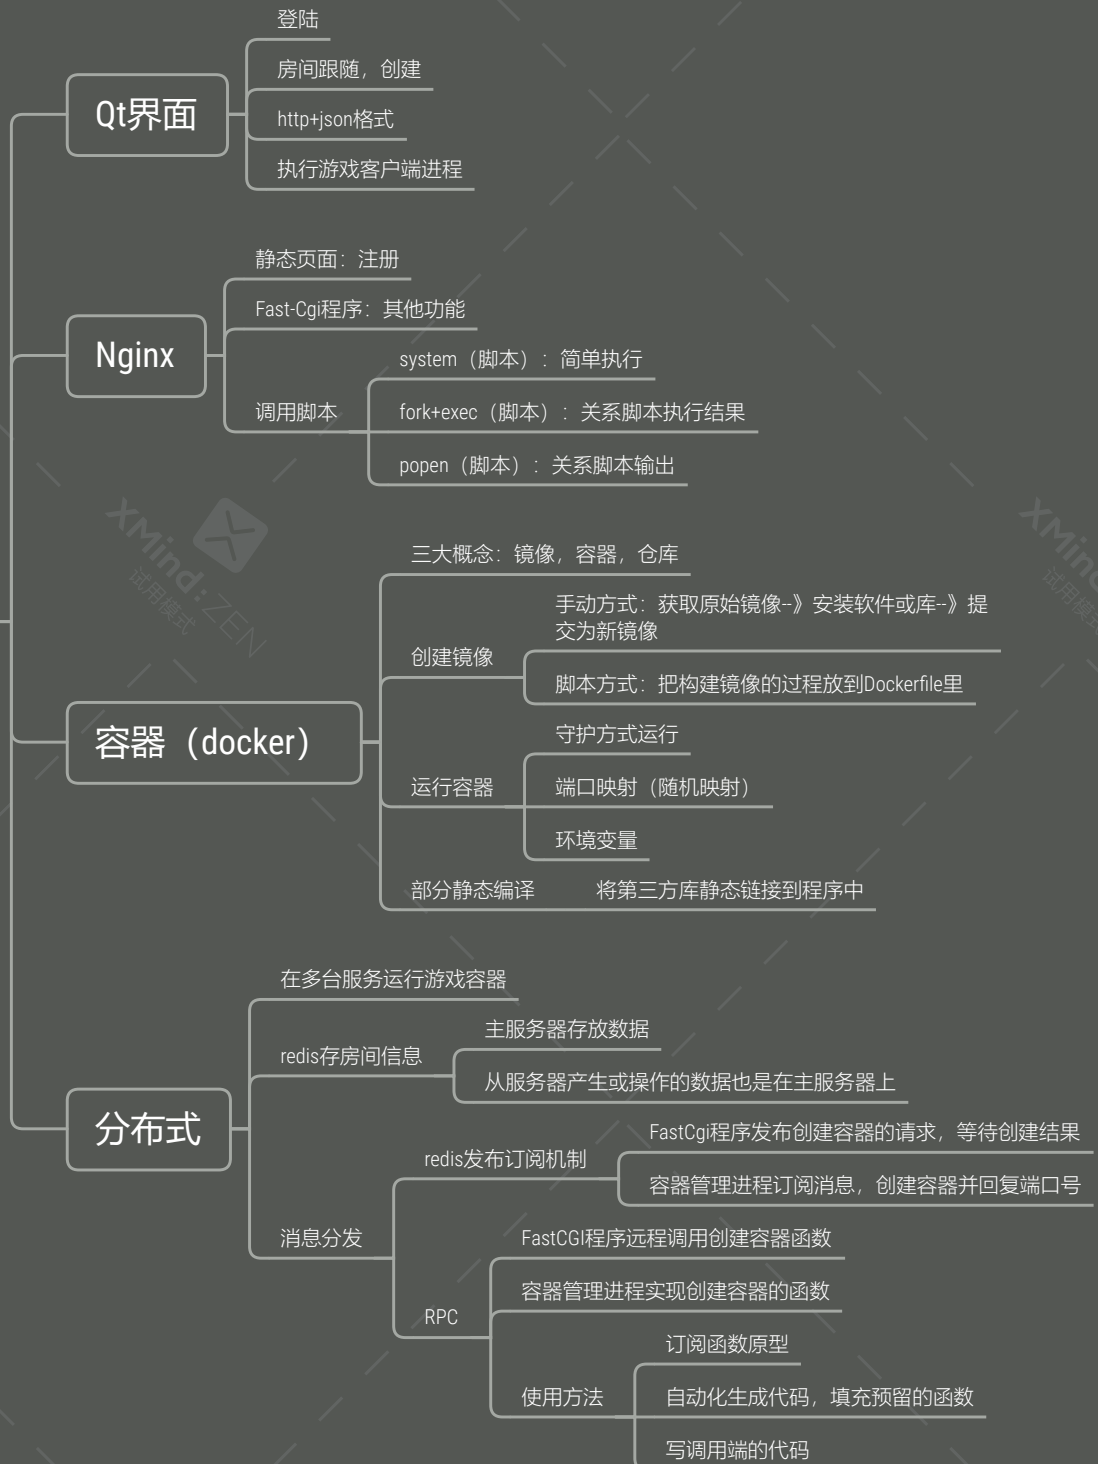 登陆
房间跟随，创建
Qt界面
http+json格式
执行游戏客户端进程
静态页面：注册
Fast-Cgi程序：其他功能
Nginx
system（脚本）：简单执行
调用脚本
fork+exec（脚本）：关系脚本执行结果
popen（脚本）：关系脚本输出
XMind:ZEN
试用模式
XMind
试用模式
三大概念：镜像，容器，仓库
手动方式：获取原始镜像--》安装软件或库--》提
交为新镜像
创建镜像
脚本方式：把构建镜像的过程放到Dockerfile里
容器（docker）
守护方式运行
运行容器
端口映射（随机映射）
环境变量
部分静态编译
将第三方库静态链接到程序中
在多台服务运行游戏容器
主服务器存放数据
redis存房间信息
从服务器产生或操作的数据也是在主服务器上
分布式
FastCgi程序发布创建容器的请求，等待创建结果
redis发布订阅机制
容器管理进程订阅消息，创建容器并回复端口号
消息分发
FastCGI程序远程调用创建容器函数
容器管理进程实现创建容器的函数
RPC
订阅函数原型
使用方法
自动化生成代码，填充预留的函数
写调用端的代码